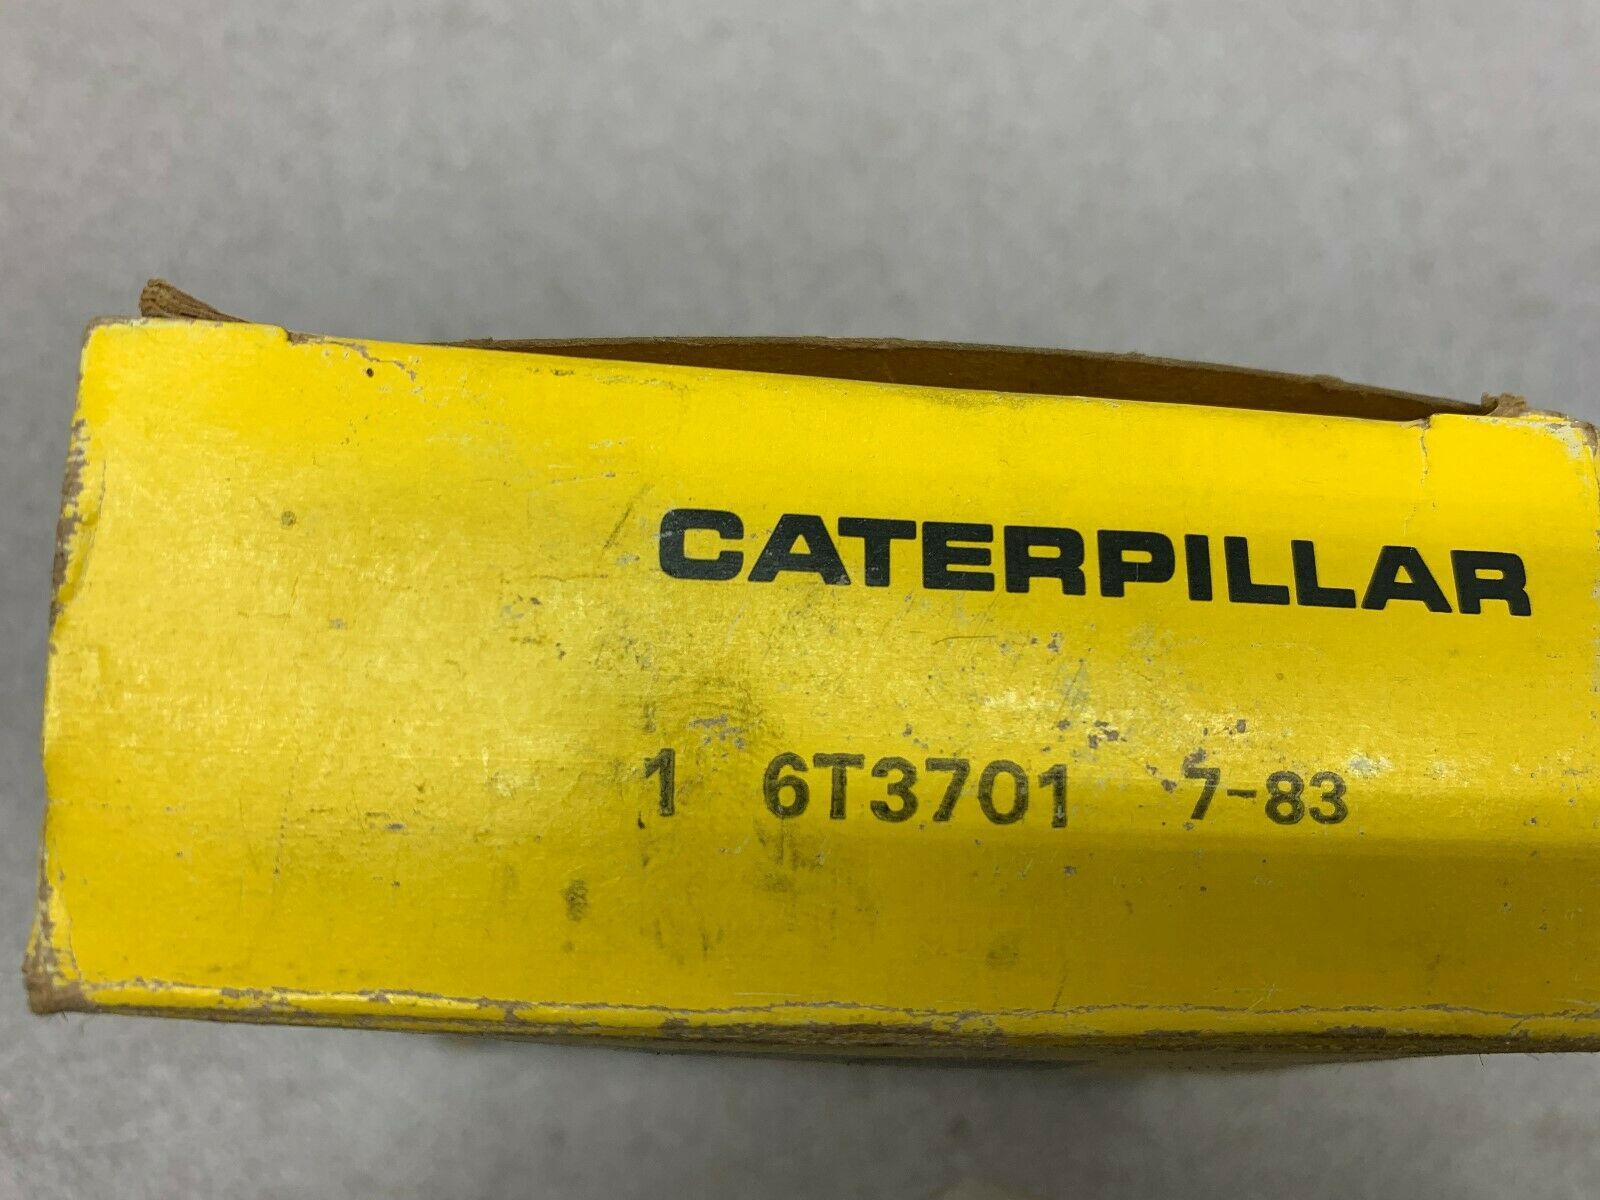 CATERPILLAR
1 6T3701 7-83